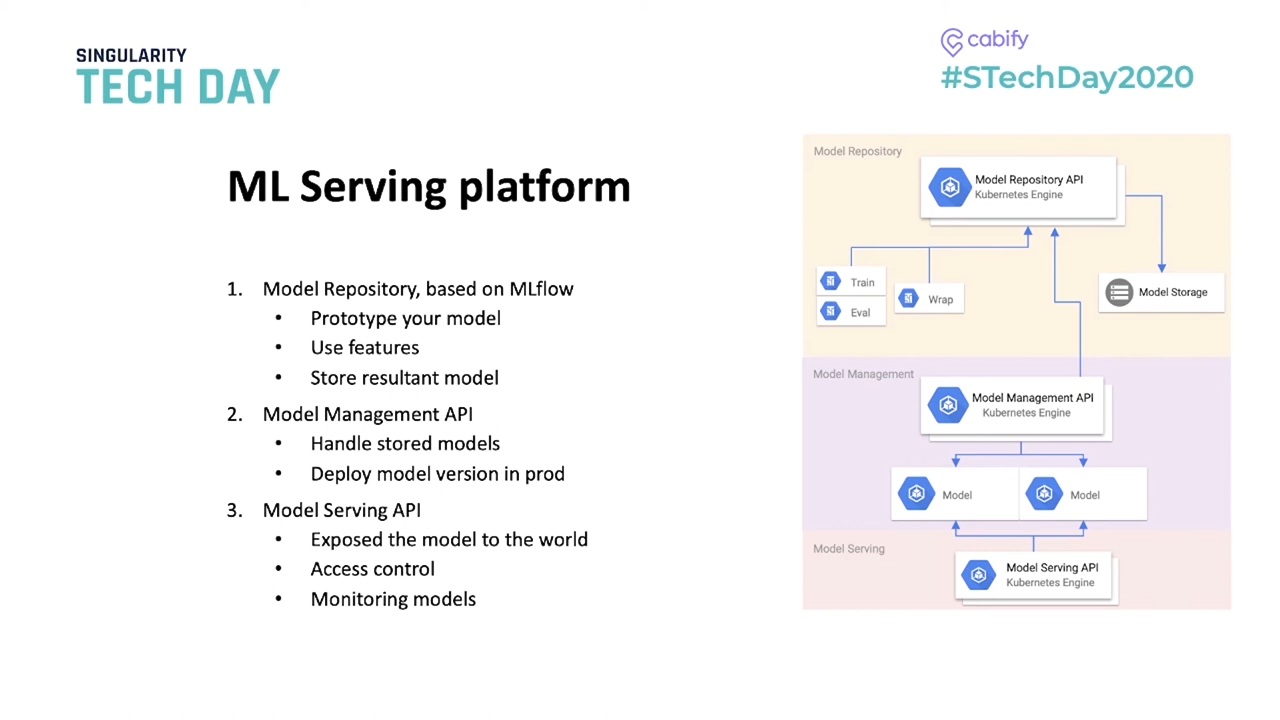 SINGULARITY
TECH DAY
cabify
#STechDay2020
ML Serving platform
1. Model Repository, based on MLflow
• Prototype your model
• Use features
• Store resultant model
2. Model Management API
• Handle stored models
• Deploy model version in prod
3. Model Serving API
• Exposed the model to the world
• Access control
• Monitoring models
Model Repository
Model Repository API
Kubernetes Engine
Train
Eval
Wrap
Model Storage
Model Management
Model Management API
Kubernetes Engine
Model
Model
Model Serving
Model Serving API
Kubernetes Engine